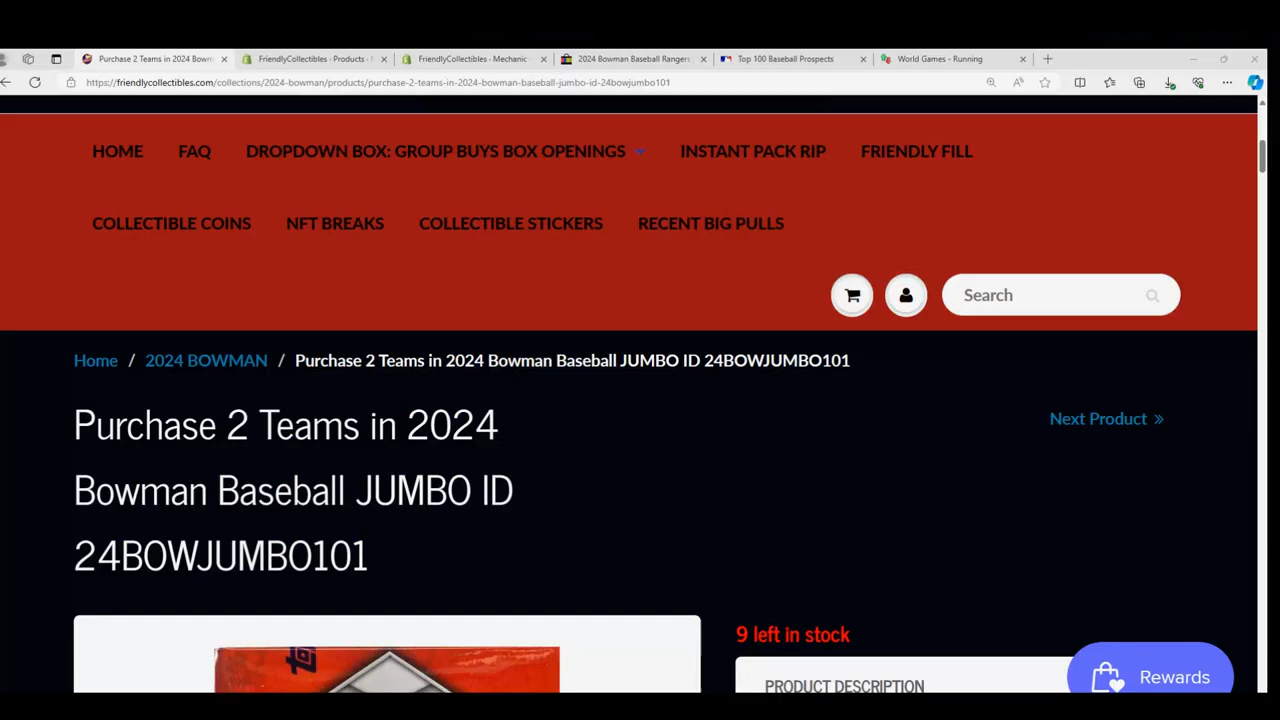 Purchase 2 Teams in 2024 Bowm
FriendlyCollectibles · Products ·
FriendlyCollectibles · Mechanic ·
2024 Bowman Baseball Rangers
Top 100 Baseball Prospects
World Games - Running
https://friendlycollectibles.com/collections/2024-bowman/products/purchase-2-teams-in-2024-bowman-baseball-jumbo-id-24bowjumbo101
HOME FAQ DROPDOWN BOX: GROUP BUYS BOX OPENINGS INSTANT PACK RIP FRIENDLY FILL
COLLECTIBLE COINS NFT BREAKS COLLECTIBLE STICKERS RECENT BIG PULLS
Search
Home / 2024 BOWMAN / Purchase 2 Teams in 2024 Bowman Baseball JUMBO ID 24BOWJUMBO101
Purchase 2 Teams in 2024
Bowman Baseball JUMBO ID
24BOWJUMBO101
Next Product »
9 left in stock
PRODUCT DESCRIPTION
Rewards